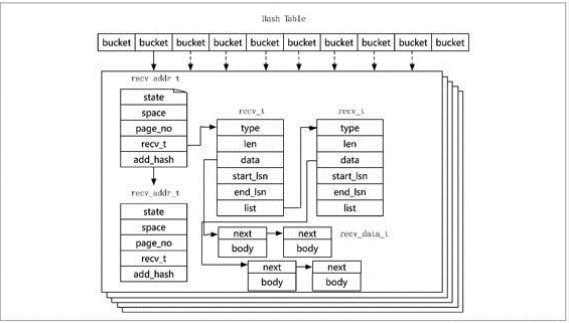 Hash Table
bucket bucket bucket bucket bucket bucket bucket bucket bucket bucket
recv_addr_t
state
space
page_no
recv_t
add_hash
recv_t
type
len
data
start_lsn
end_lsn
list
recv_t
type
len
data
start_lsn
end_lsn
list
recv_addr_t
state
space
page_no
recv_t
add_hash
next
body
next
body
recv_data_t
next
body
next
body